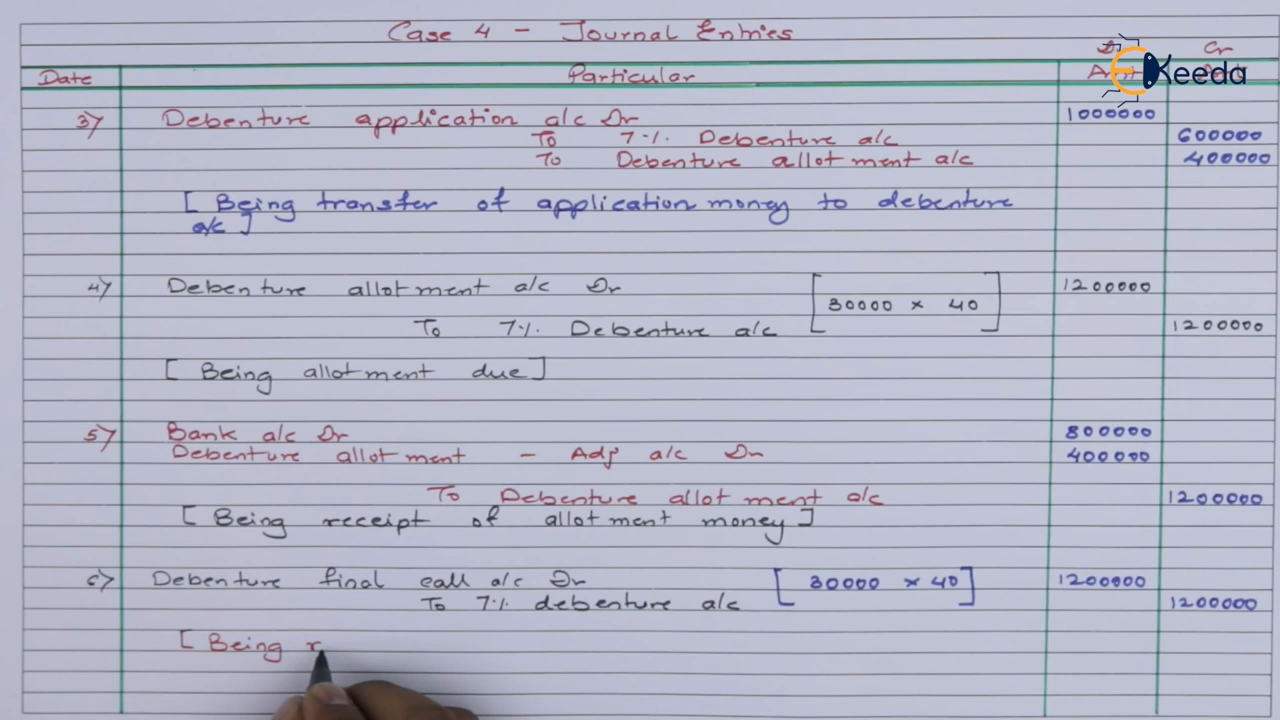 Case 4 - Journal Entries
Dr Cr
Date Particular Amt
Keeda
3) Debenture application a/c Dr 1000000
To 7% Debenture a/c 600000
To Debenture allotment a/c 400000
[ Being transfer of application money to debenture
a/c ]
4) Debenture allotment a/c Dr [ 30000 x 40 ] 1200000
To 7% Debenture a/c 1200000
[ Being allotment due ]
5) Bank a/c Dr 800000
Debenture allotment - Adj a/c Dr 400000
To Debenture allotment a/c 1200000
[ Being receipt of allotment money ]
6) Debenture final call a/c Dr [ 30000 x 40 ] 1200000
To 7% debenture a/c 1200000
[ Being r